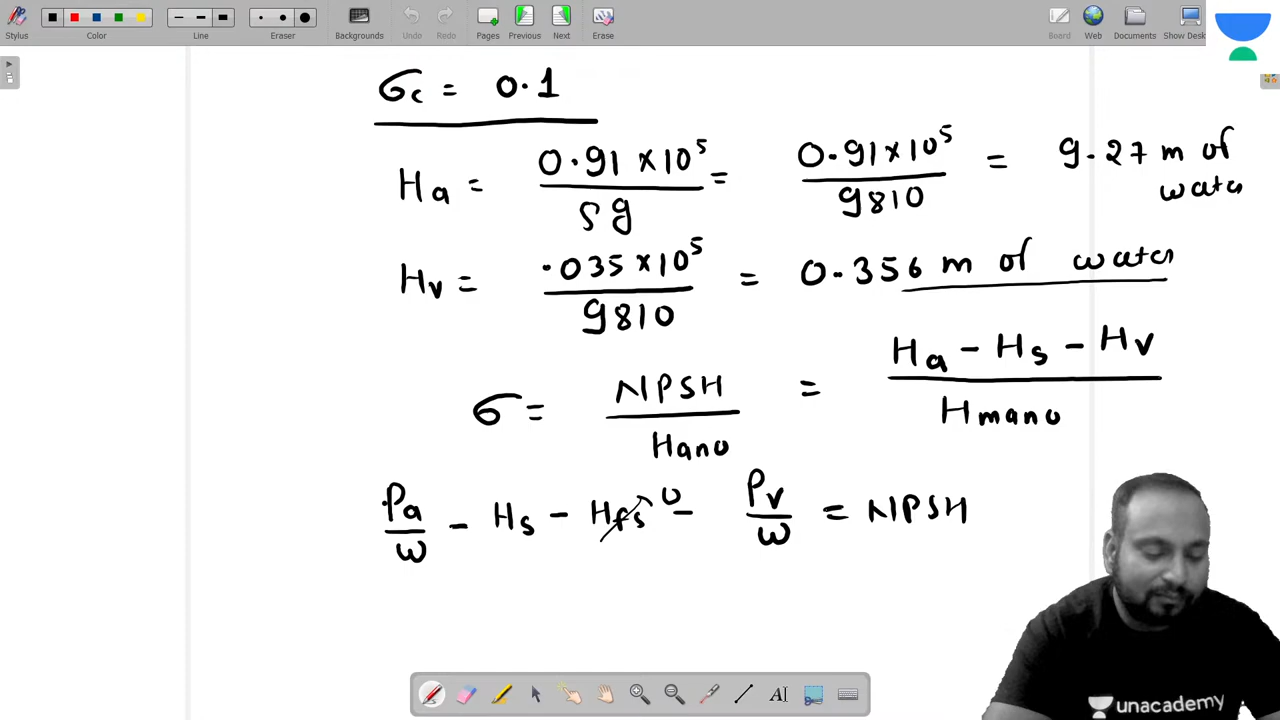 Stylus Color Line Eraser Backgrounds Undo Redo Pages Previous Next Erase Board Web Documents Show Desk
σc = 0.1
Ha = 0.91 × 10^5 / ρg = 0.91 × 10^5 / 9810 = 9.27 m of water
Hv = .035 × 10^5 / 9810 = 0.356 m of water
σ = NPSH / Hano = Ha - Hs - Hv / Hmano
Pa / w - Hs - Hfs 0 - Pv / w = NPSH
unacademy